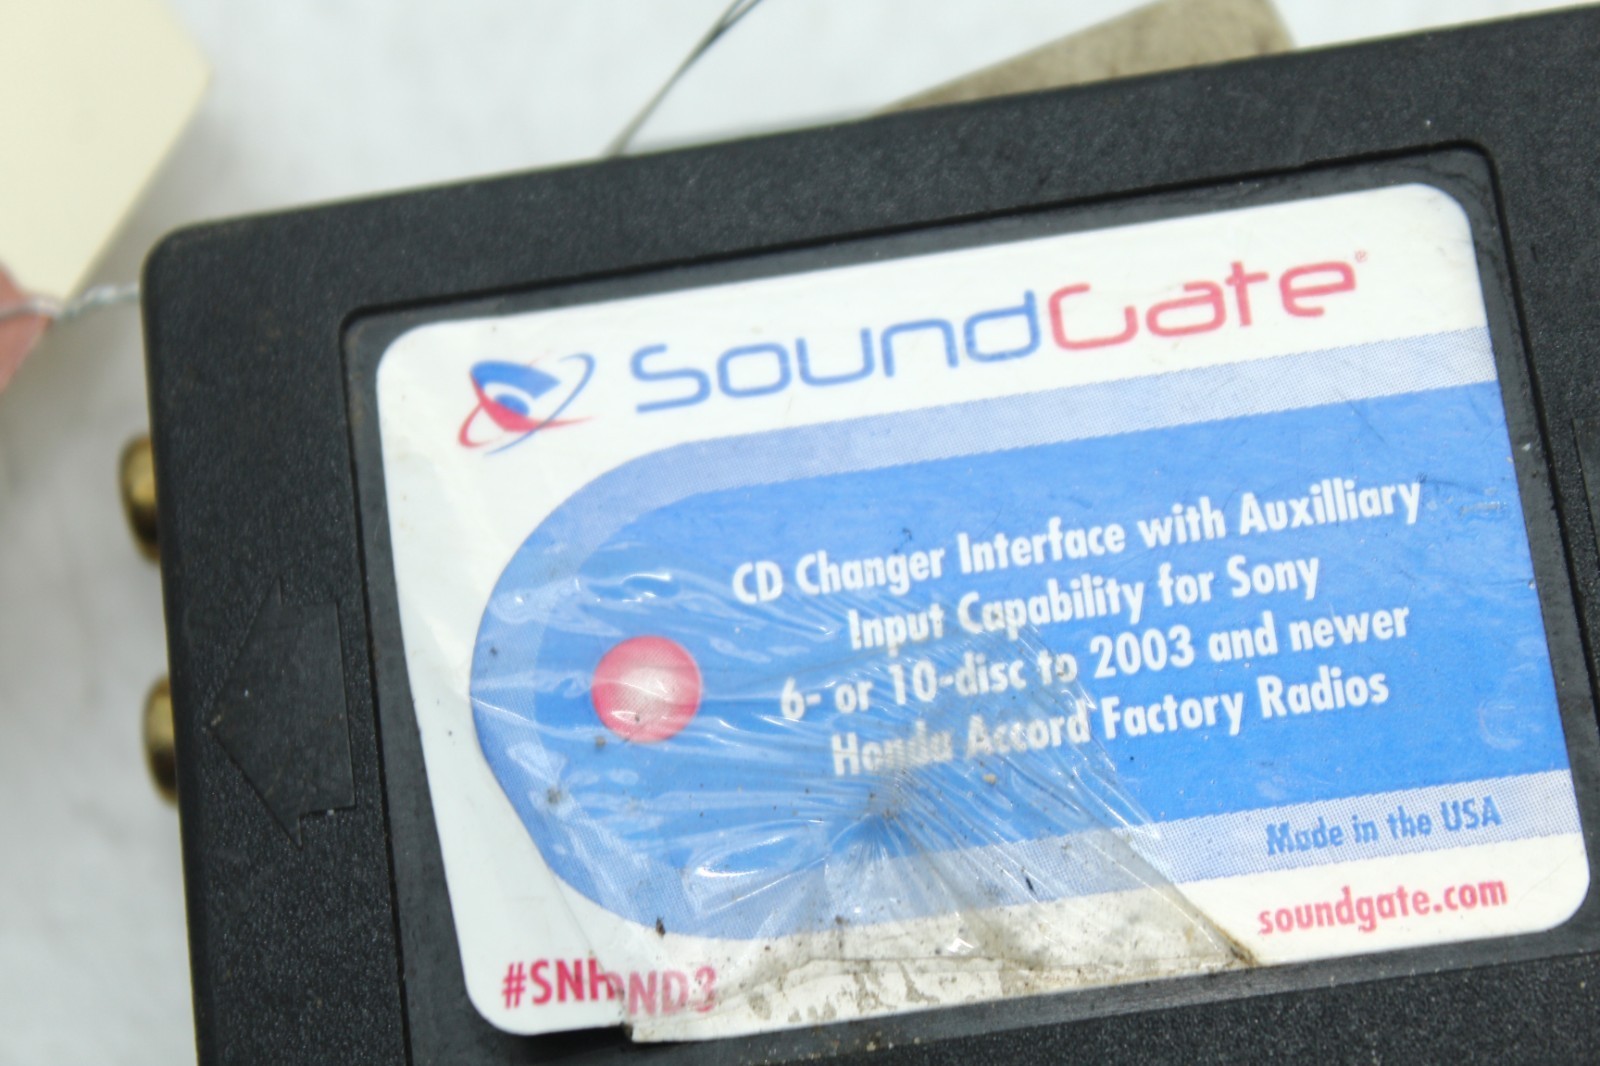 SoundGate®
CD Changer Interface with Auxilliary
Input Capability for Sony
6- or 10-disc to 2003 and newer
Honda Accord Factory Radios
Made in the USA
soundgate.com